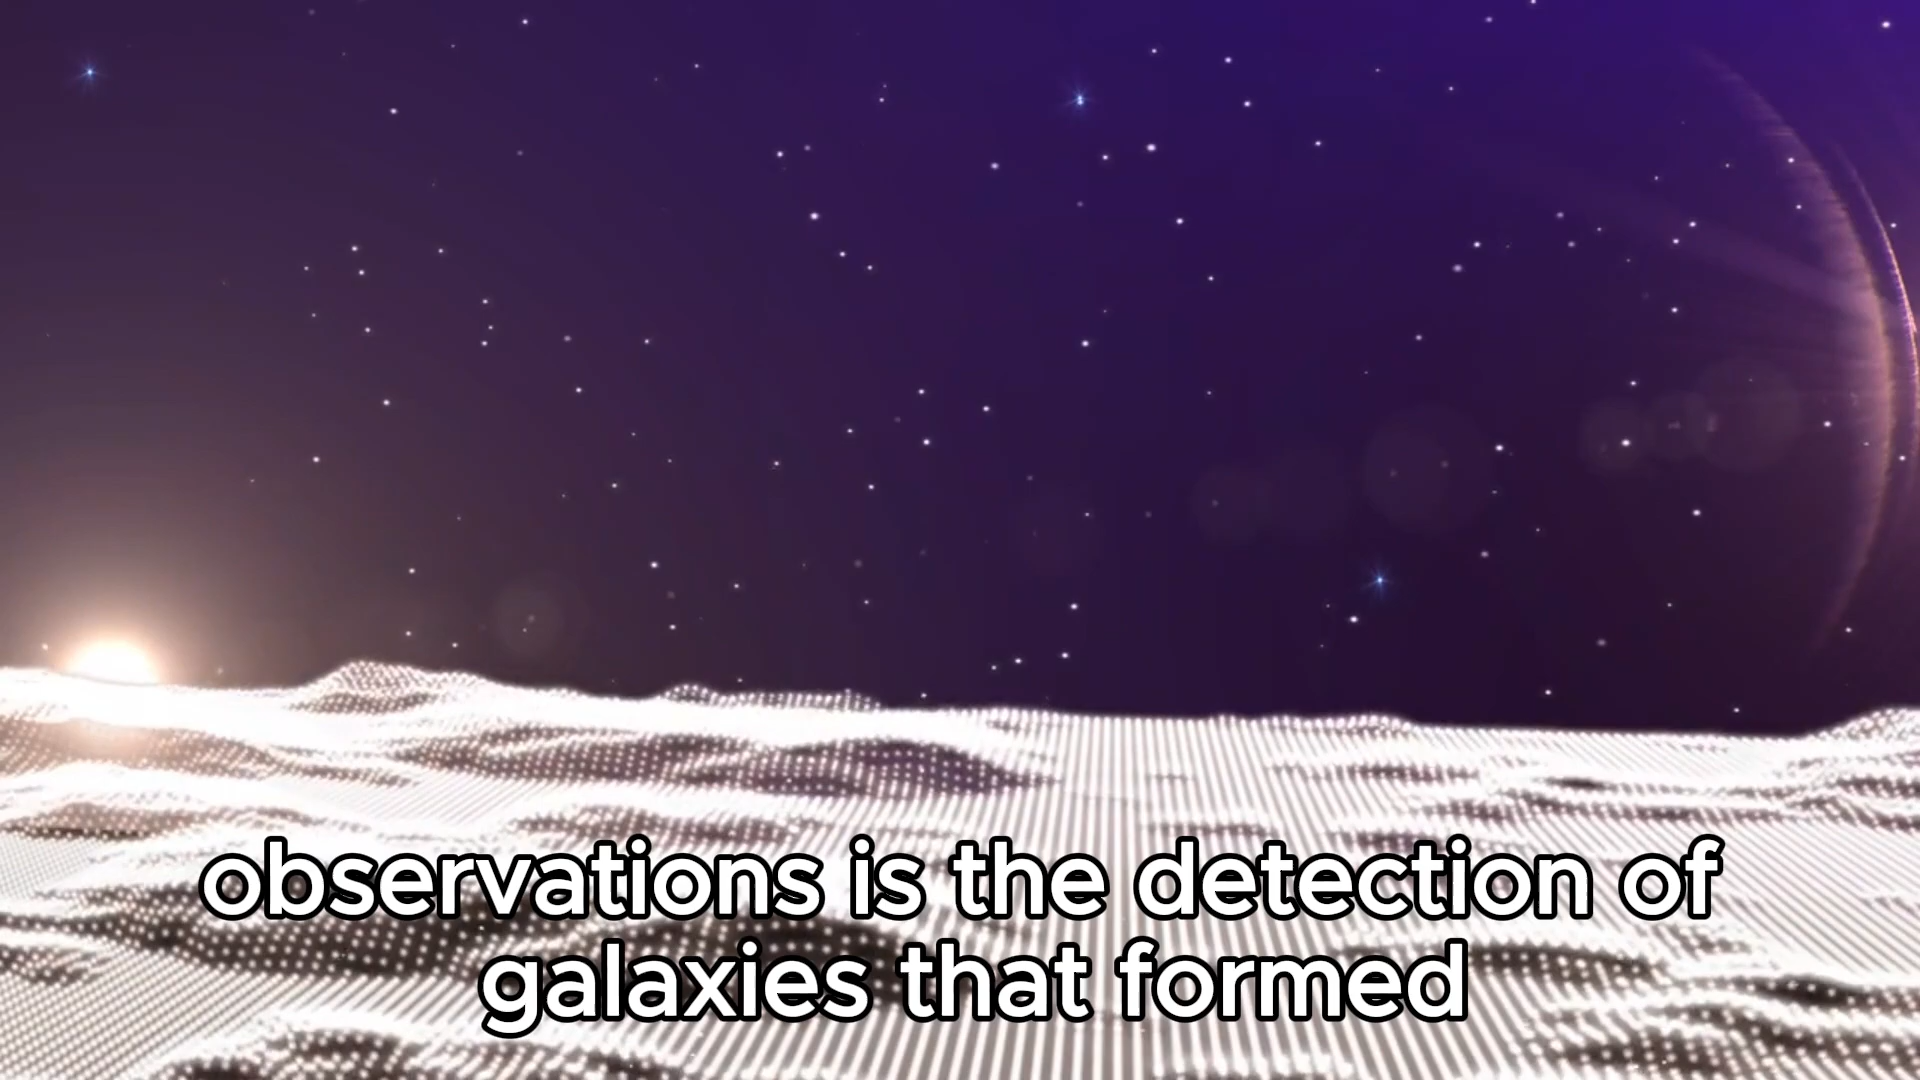 observations is the detection of
galaxies that formed